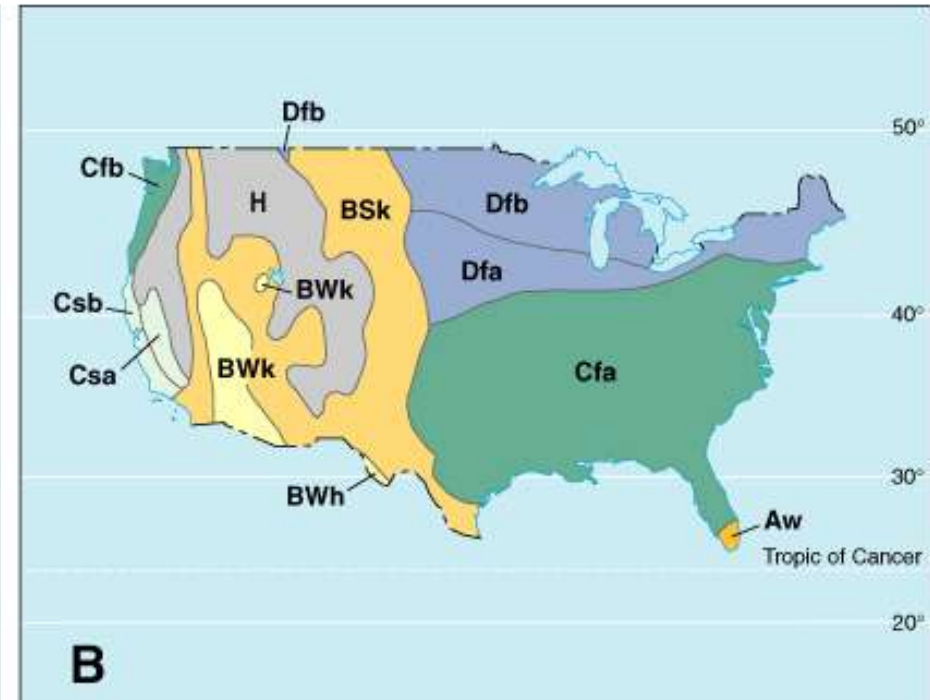 Dfb
50°
Cfb
H
BSk
Dfb
Dfa
BWk
Csb
40°
Csa
BWk
Cfa
30°
BWh
Aw
Tropic of Cancer
20°
B